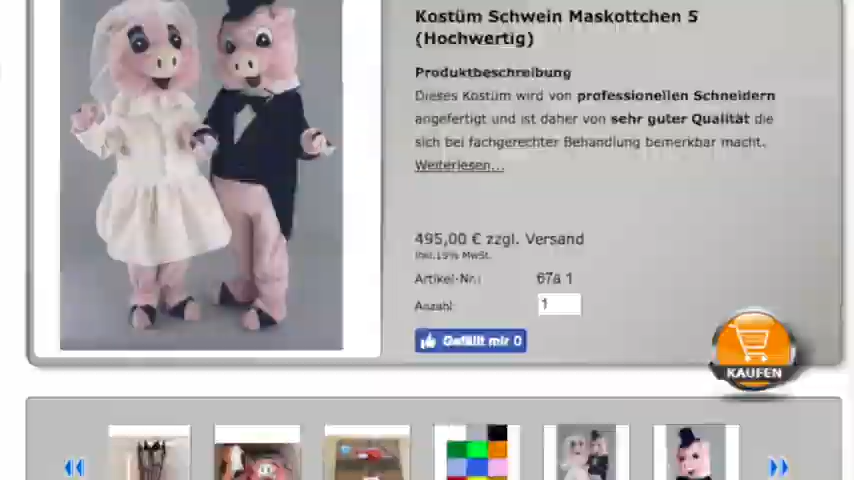 Kostüm Schwein Maskottchen 5
(Hochwertig)
Produktbeschreibung
Dieses Kostüm wird von professionellen Schneidern
angefertigt und ist daher von sehr guter Qualität die
sich bei fachgerechter Behandlung bemerkbar macht.
Weiterlesen...
495,00 € zzgl. Versand
inkl.19% MwSt.
Artikel-Nr.: 67a 1
Anzahl: 1
Gefällt mir 0
KAUFEN